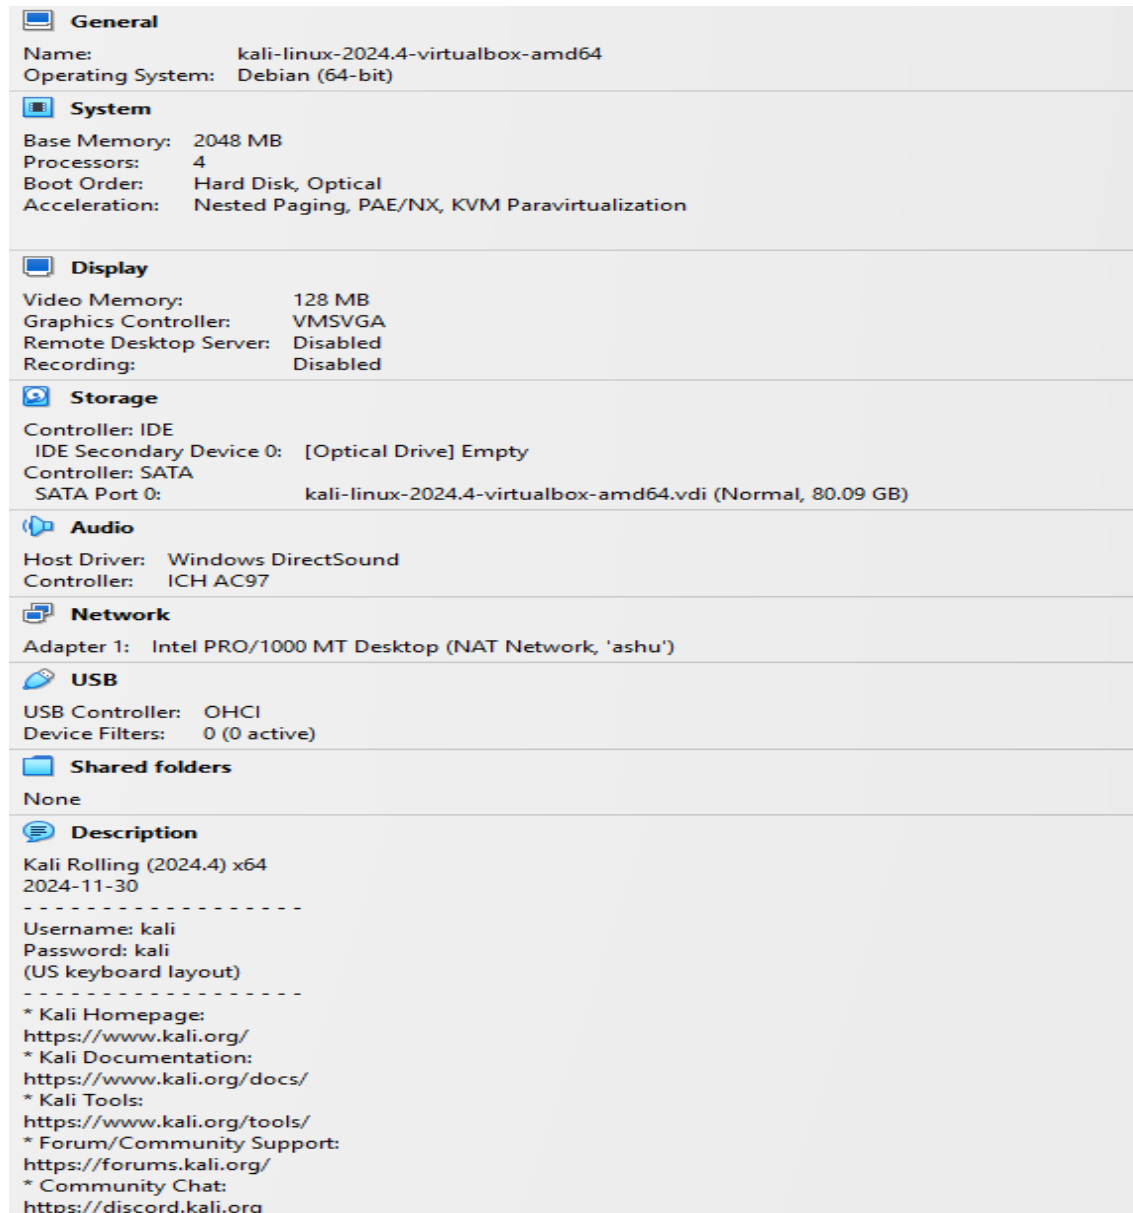 General
Name: kali-linux-2024.4-virtualbox-amd64
Operating System: Debian (64-bit)
System
Base Memory: 2048 MB
Processors: 4
Boot Order: Hard Disk, Optical
Acceleration: Nested Paging, PAE/NX, KVM Paravirtualization
Display
Video Memory: 128 MB
Graphics Controller: VMSVGA
Remote Desktop Server: Disabled
Recording: Disabled
Storage
Controller: IDE
IDE Secondary Device 0: [Optical Drive] Empty
Controller: SATA
SATA Port 0: kali-linux-2024.4-virtualbox-amd64.vdi (Normal, 80.09 GB)
Audio
Host Driver: Windows DirectSound
Controller: ICH AC97
Network
Adapter 1: Intel PRO/1000 MT Desktop (NAT Network, 'ashu')
USB
USB Controller: OHCI
Device Filters: 0 (0 active)
Shared folders
None
Description
Kali Rolling (2024.4) x64
2024-11-30
- - - - - - - - - - - - - - - - - -
Username: kali
Password: kali
(US keyboard layout)
- - - - - - - - - - - - - - - - - -
* Kali Homepage:
https://www.kali.org/
* Kali Documentation:
https://www.kali.org/docs/
* Kali Tools:
https://www.kali.org/tools/
* Forum/Community Support:
https://forums.kali.org/
* Community Chat:
https://discord.kali.org